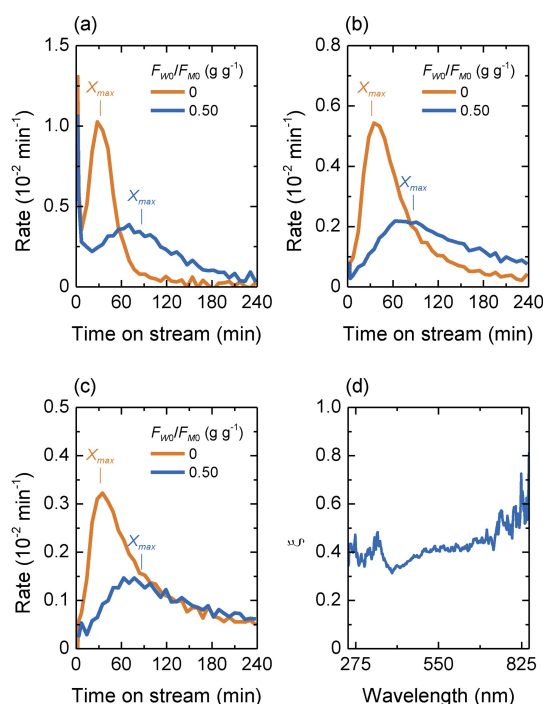 (a)
F_W0/F_M0 (g g⁻¹)
0
0.50
X_max
X_max
1.5
1.0
0.5
0
Rate (10⁻² min⁻¹)
0 60 120 180 240
Time on stream (min)
(b)
F_W0/F_M0 (g g⁻¹)
0
0.50
X_max
X_max
0.8
0.6
0.4
0.2
0
Rate (10⁻² min⁻¹)
0 60 120 180 240
Time on stream (min)
(c)
F_W0/F_M0 (g g⁻¹)
0
0.50
X_max
X_max
0.5
0.4
0.3
0.2
0.1
0
Rate (10⁻² min⁻¹)
0 60 120 180 240
Time on stream (min)
(d)
1.0
0.8
0.6
0.4
0.2
0
ξ
275 550 825
Wavelength (nm)